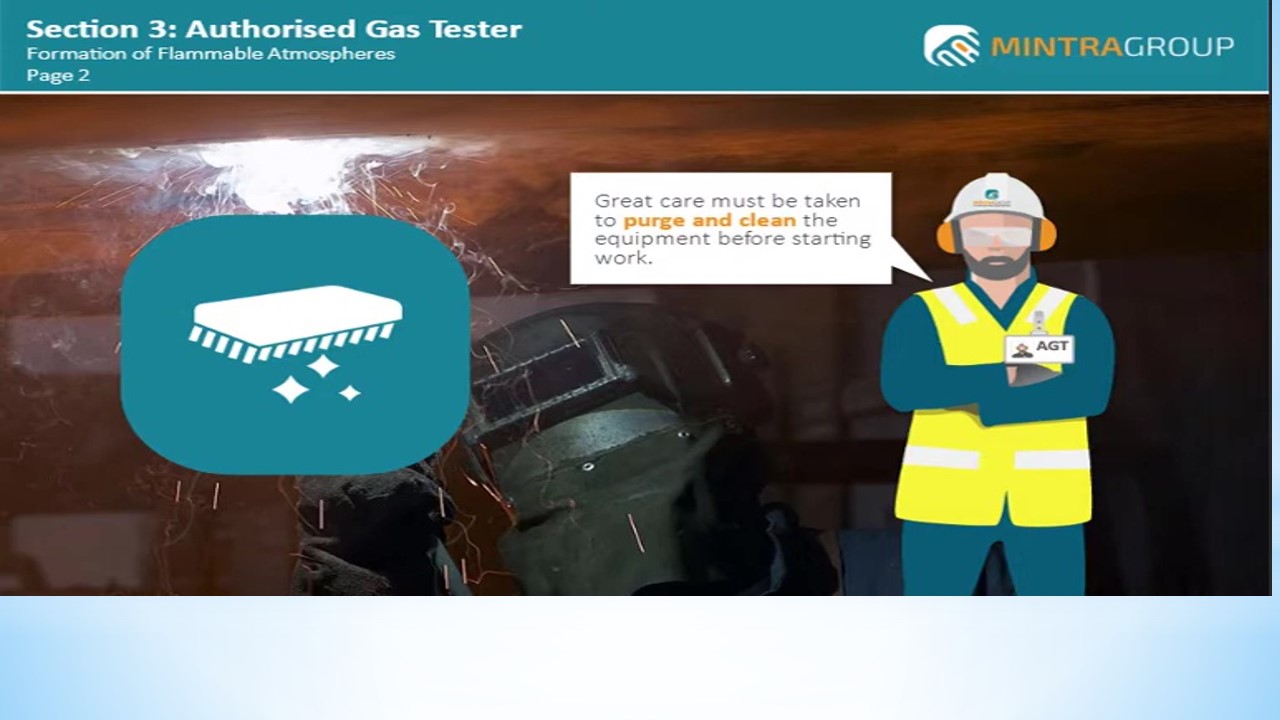 Section 3: Authorised Gas Tester
Formation of Flammable Atmospheres
Page 2
MINTRAGROUP
Great care must be taken
to purge and clean the
equipment before starting
work.
AGT